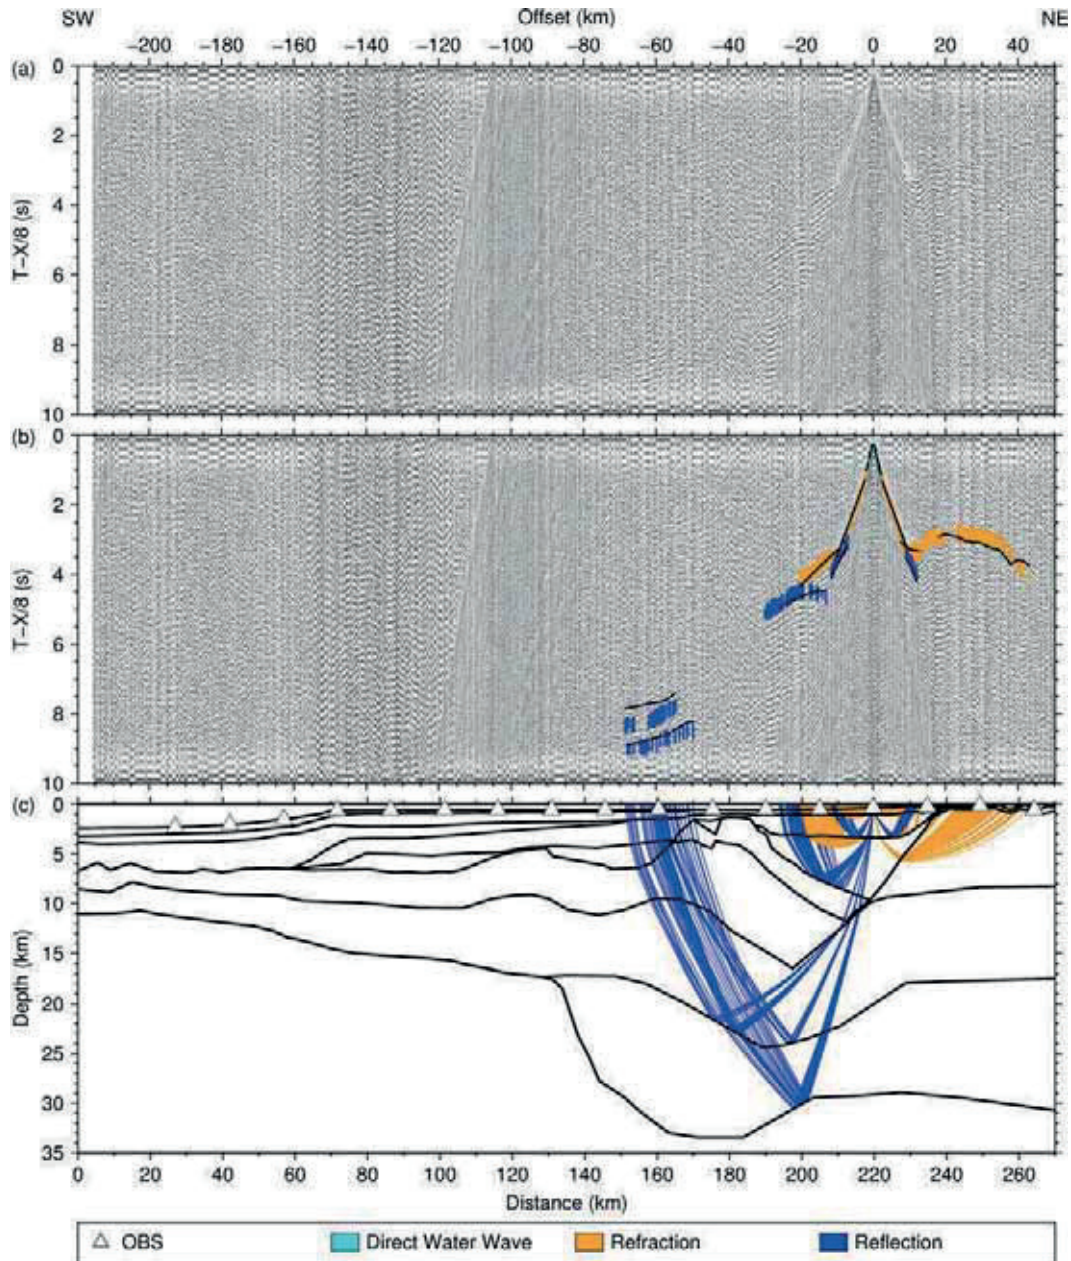 SW Offset (km) NE
−200 −180 −160 −140 −120 −100 −80 −60 −40 −20 0 20 40
(a)
0
2
4
6
8
10
T−X/8 (s)
(b)
0
2
4
6
8
10
T−X/8 (s)
(c)
0
5
10
15
20
25
30
35
Depth (km)
0 20 40 60 80 100 120 140 160 180 200 220 240 260
Distance (km)
OBS Direct Water Wave Refraction Reflection